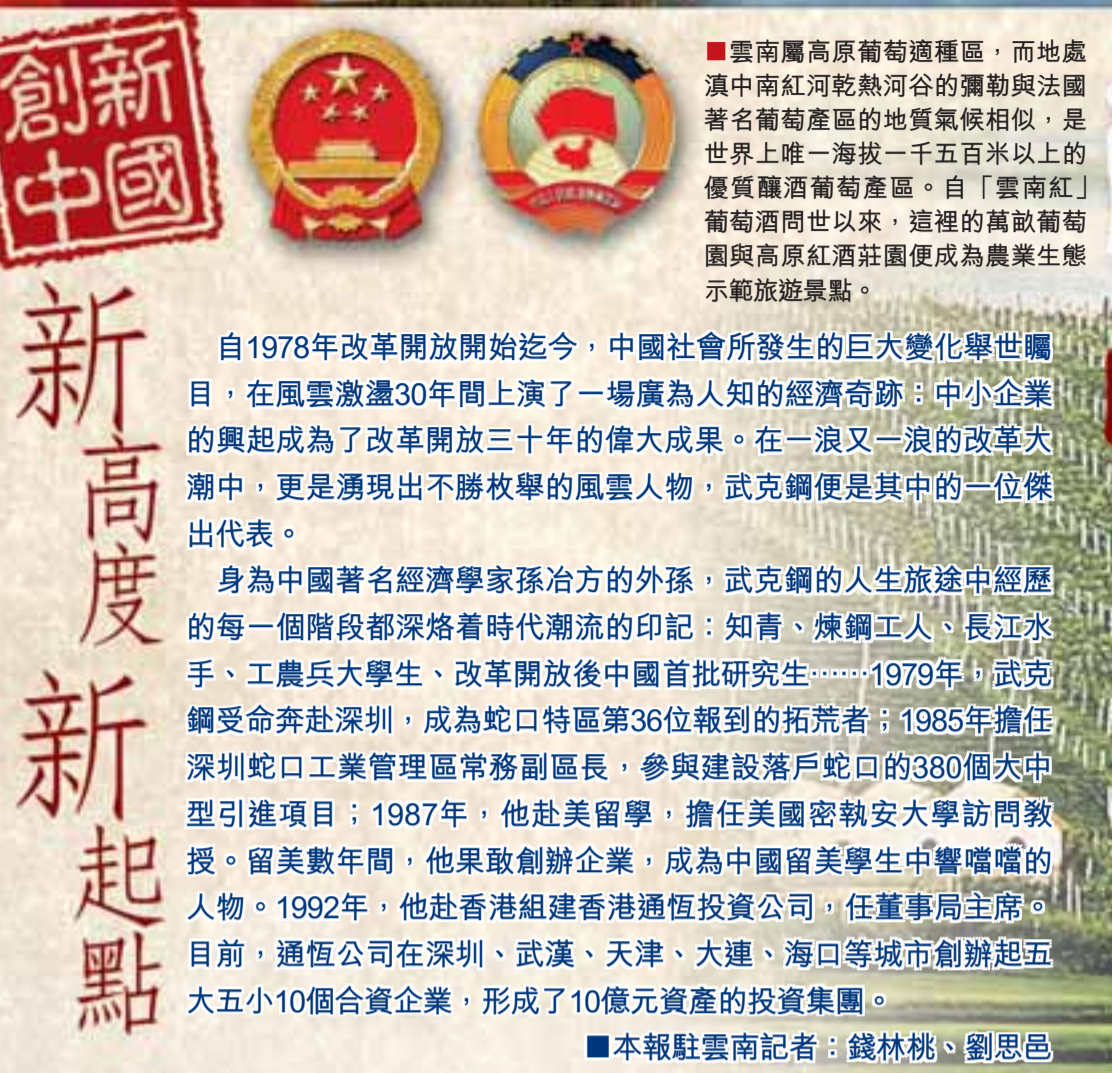 創新
中國
新高度 新起點
■雲南屬高原葡萄適種區，而地處
滇中南紅河乾熱河谷的彌勒與法國
著名葡萄產區的地質氣候相似，是
世界上唯一海拔一千五百米以上的
優質釀酒葡萄產區。自「雲南紅」
葡萄酒問世以來，這裡的萬畝葡萄
園與高原紅酒莊園便成為農業生態
示範旅遊景點。
自1978年改革開放開始迄今，中國社會所發生的巨大變化舉世矚
目，在風雲激盪30年間上演了一場廣為人知的經濟奇跡：中小企業
的興起成為了改革開放三十年的偉大成果。在一浪又一浪的改革大
潮中，更是湧現出不勝枚舉的風雲人物，武克鋼便是其中的一位傑
出代表。
身為中國著名經濟學家孫冶方的外孫，武克鋼的人生旅途中經歷
的每一個階段都深烙着時代潮流的印記：知青、煉鋼工人、長江水
手、工農兵大學生、改革開放後中國首批研究生……1979年，武克
鋼受命奔赴深圳，成為蛇口特區第36位報到的拓荒者；1985年擔任
深圳蛇口工業管理區常務副區長，參與建設落戶蛇口的380個大中
型引進項目；1987年，他赴美留學，擔任美國密執安大學訪問教
授。留美數年間，他果敢創辦企業，成為中國留美學生中響噹噹的
人物。1992年，他赴香港組建香港通恆投資公司，任董事局主席。
目前，通恆公司在深圳、武漢、天津、大連、海口等城市創辦起五
大五小10個合資企業，形成了10億元資產的投資集團。
■本報駐雲南記者：錢林桃、劉思邑